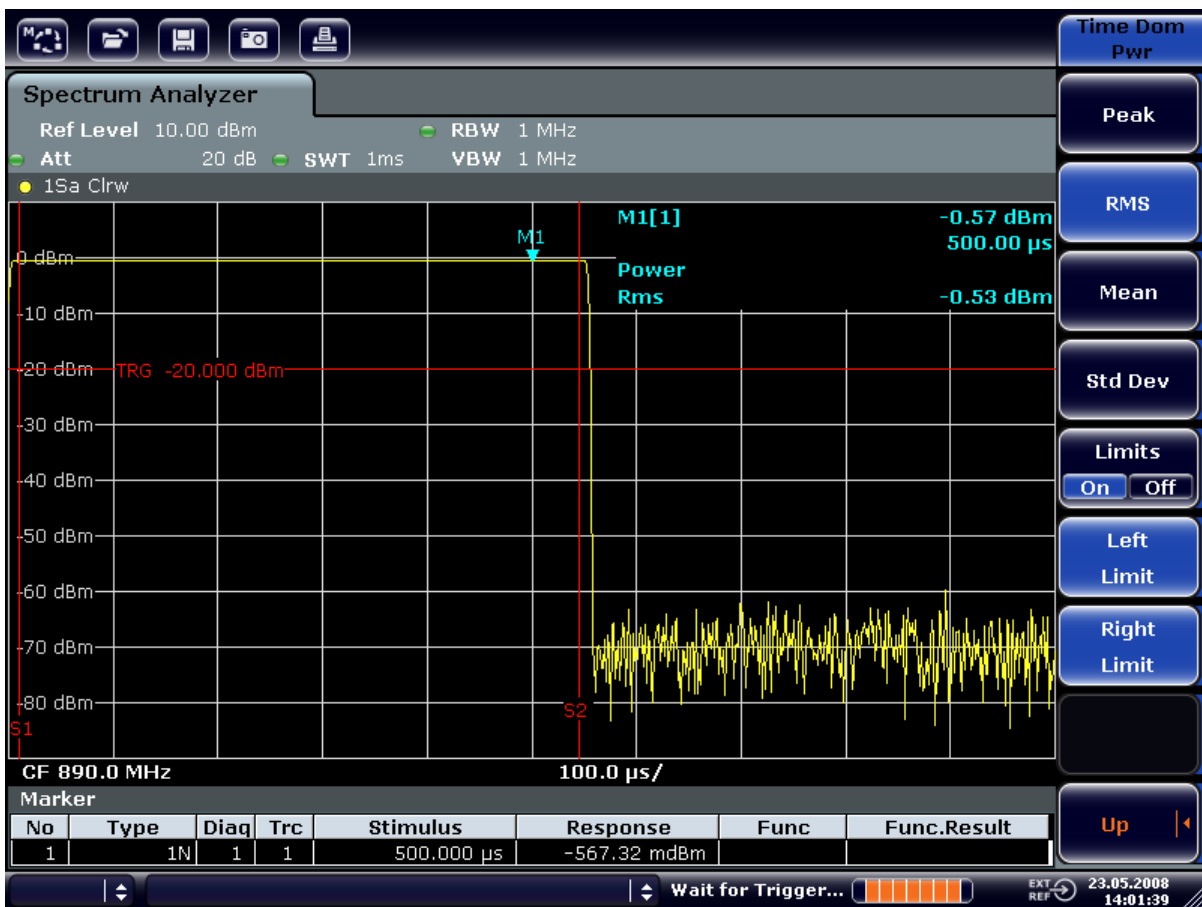 M
Time Dom
Pwr
Spectrum Analyzer
Ref Level 10.00 dBm RBW 1 MHz
Att 20 dB SWT 1ms VBW 1 MHz
1Sa Clrw
M1[1] -0.57 dBm
500.00 µs
M1
Power
Rms -0.53 dBm
0 dBm
-10 dBm
-20 dBm TRG -20.000 dBm
-30 dBm
-40 dBm
-50 dBm
-60 dBm
-70 dBm
-80 dBm
S1
S2
CF 890.0 MHz 100.0 µs/
Marker
No Type Diag Trc Stimulus Response Func Func.Result
1 1N 1 1 500.000 µs -567.32 mdBm
Wait for Trigger... EXT REF 23.05.2008
14:01:39
Peak
RMS
Mean
Std Dev
Limits
On Off
Left
Limit
Right
Limit
Up